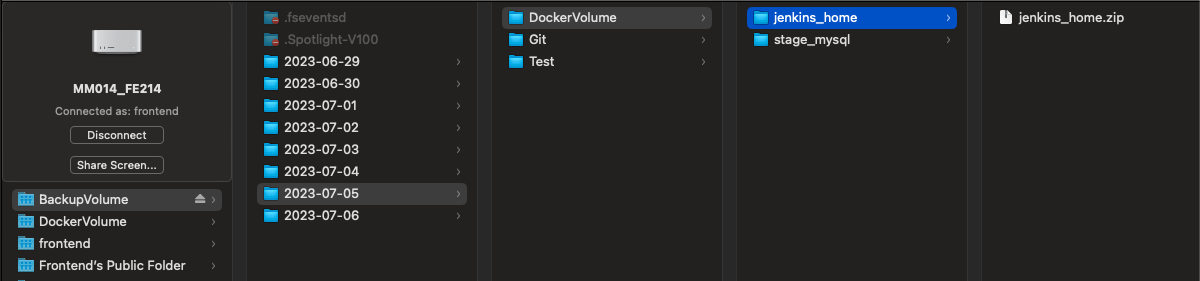 MM014_FE214
Connected as: frontend
Disconnect
Share Screen...
BackupVolume
DockerVolume
frontend
Frontend's Public Folder
.fseventsd
.Spotlight-V100
2023-06-29
2023-06-30
2023-07-01
2023-07-02
2023-07-03
2023-07-04
2023-07-05
2023-07-06
DockerVolume
Git
Test
jenkins_home
stage_mysql
jenkins_home.zip